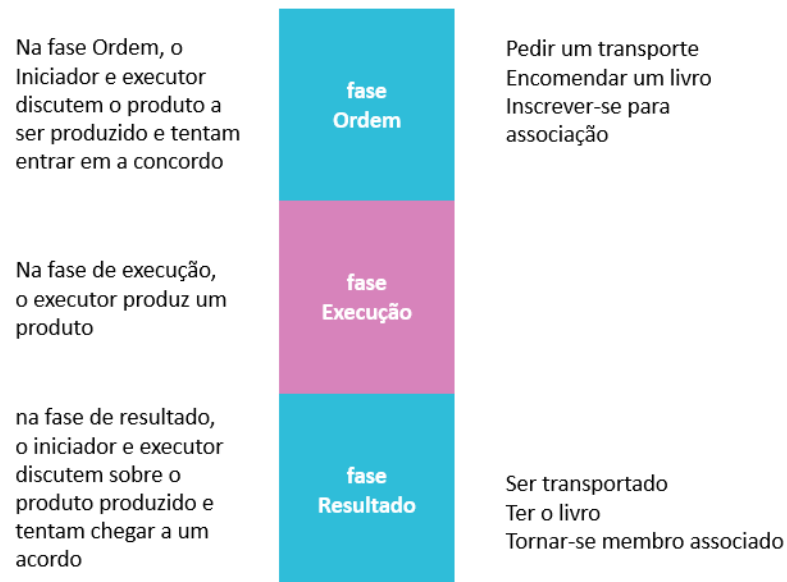 Na fase Ordem, o
Iniciador e executor
discutem o produto a
ser produzido e tentam
entrar em a concordo
fase
Ordem
Pedir um transporte
Encomendar um livro
Inscrever-se para
associação
Na fase de execução,
o executor produz um
produto
fase
Execução
na fase de resultado,
o iniciador e executor
discutem sobre o
produto produzido e
tentam chegar a um
acordo
fase
Resultado
Ser transportado
Ter o livro
Tornar-se membro associado